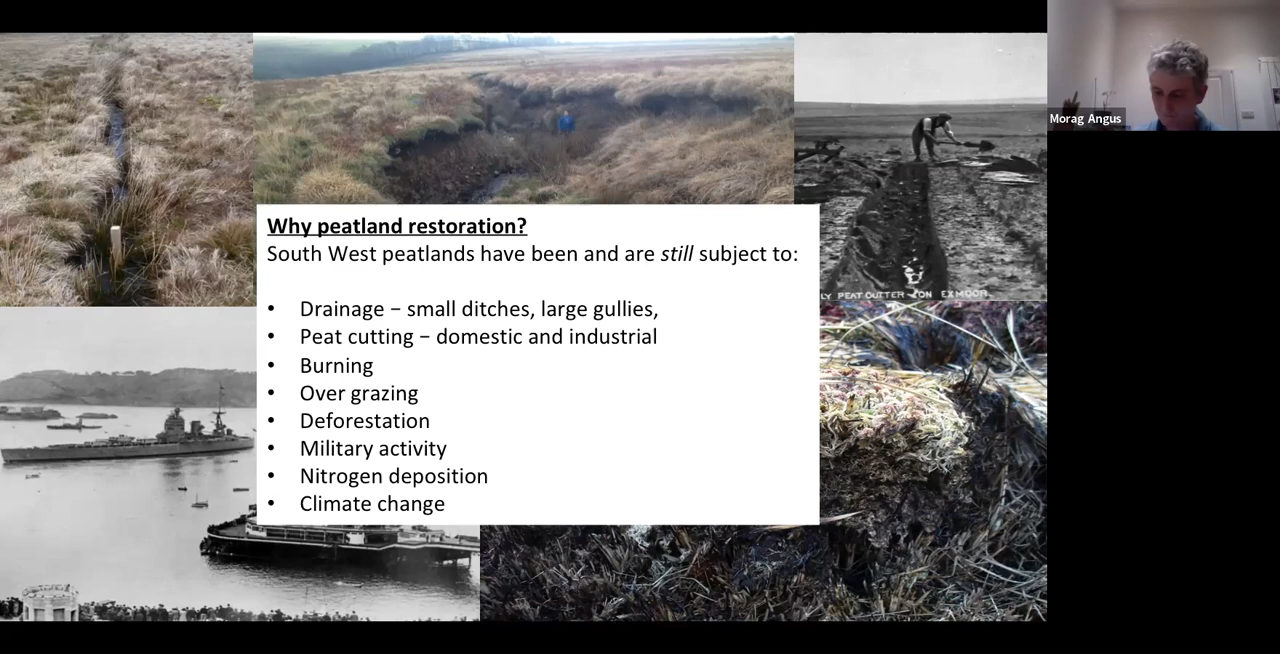 Morag Angus
Why peatland restoration?
South West peatlands have been and are still subject to:
• Drainage – small ditches, large gullies,
• Peat cutting – domestic and industrial
• Burning
• Over grazing
• Deforestation
• Military activity
• Nitrogen deposition
• Climate change
LY PEAT CUTTER ON EXMOOR